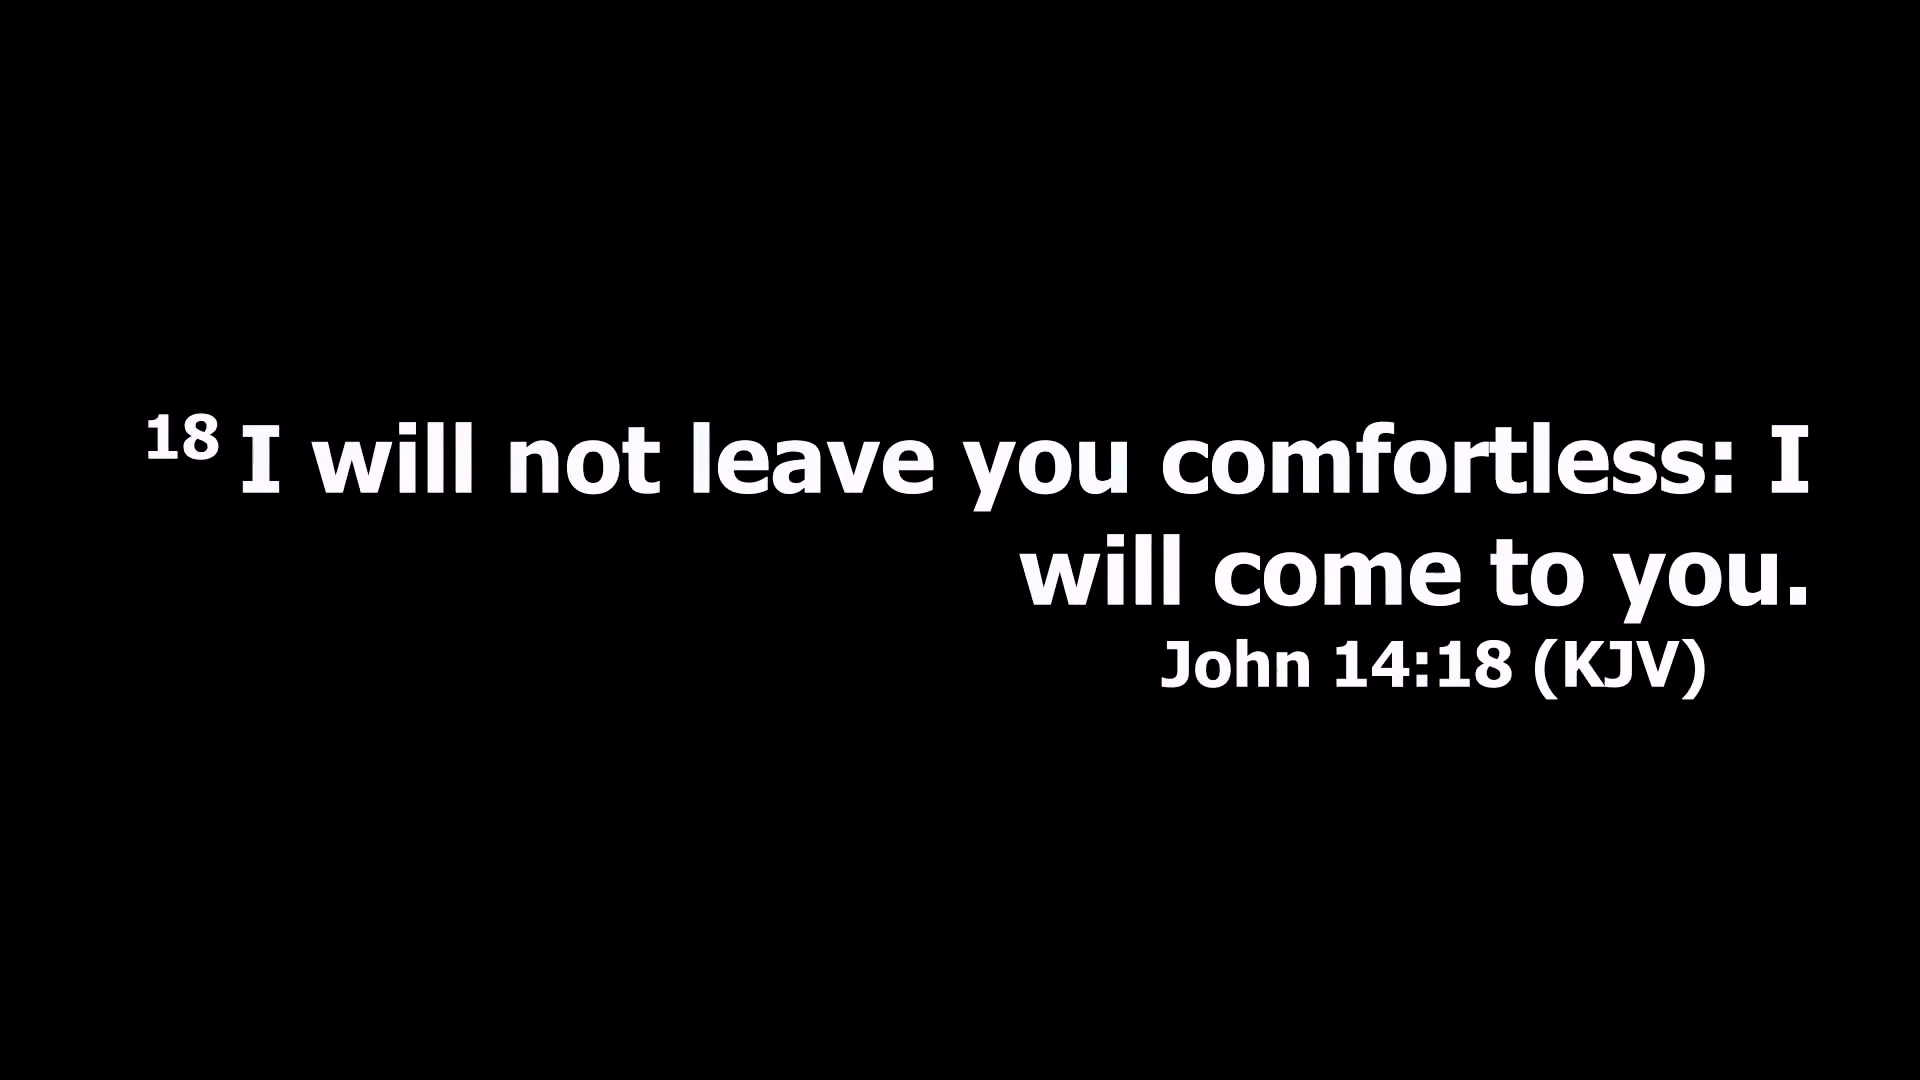 18 I will not leave you comfortless: I
will come to you.
John 14:18 (KJV)